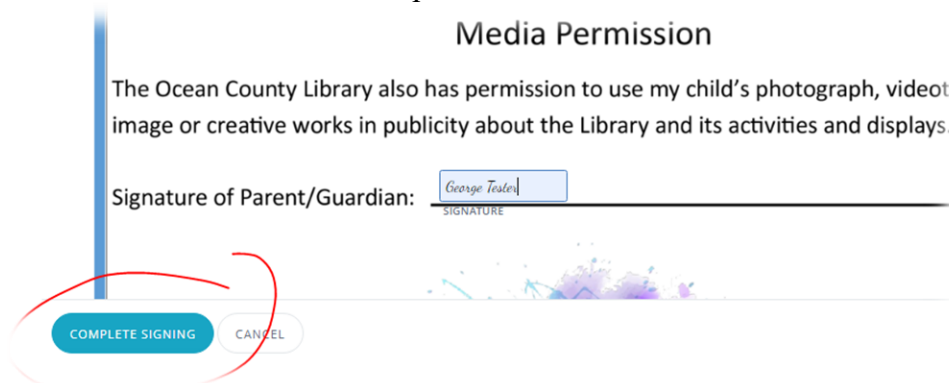 Media Permission
The Ocean County Library also has permission to use my child's photograph, videot
image or creative works in publicity about the Library and its activities and displays.
Signature of Parent/Guardian: George Tester
SIGNATURE
COMPLETE SIGNING CANCEL